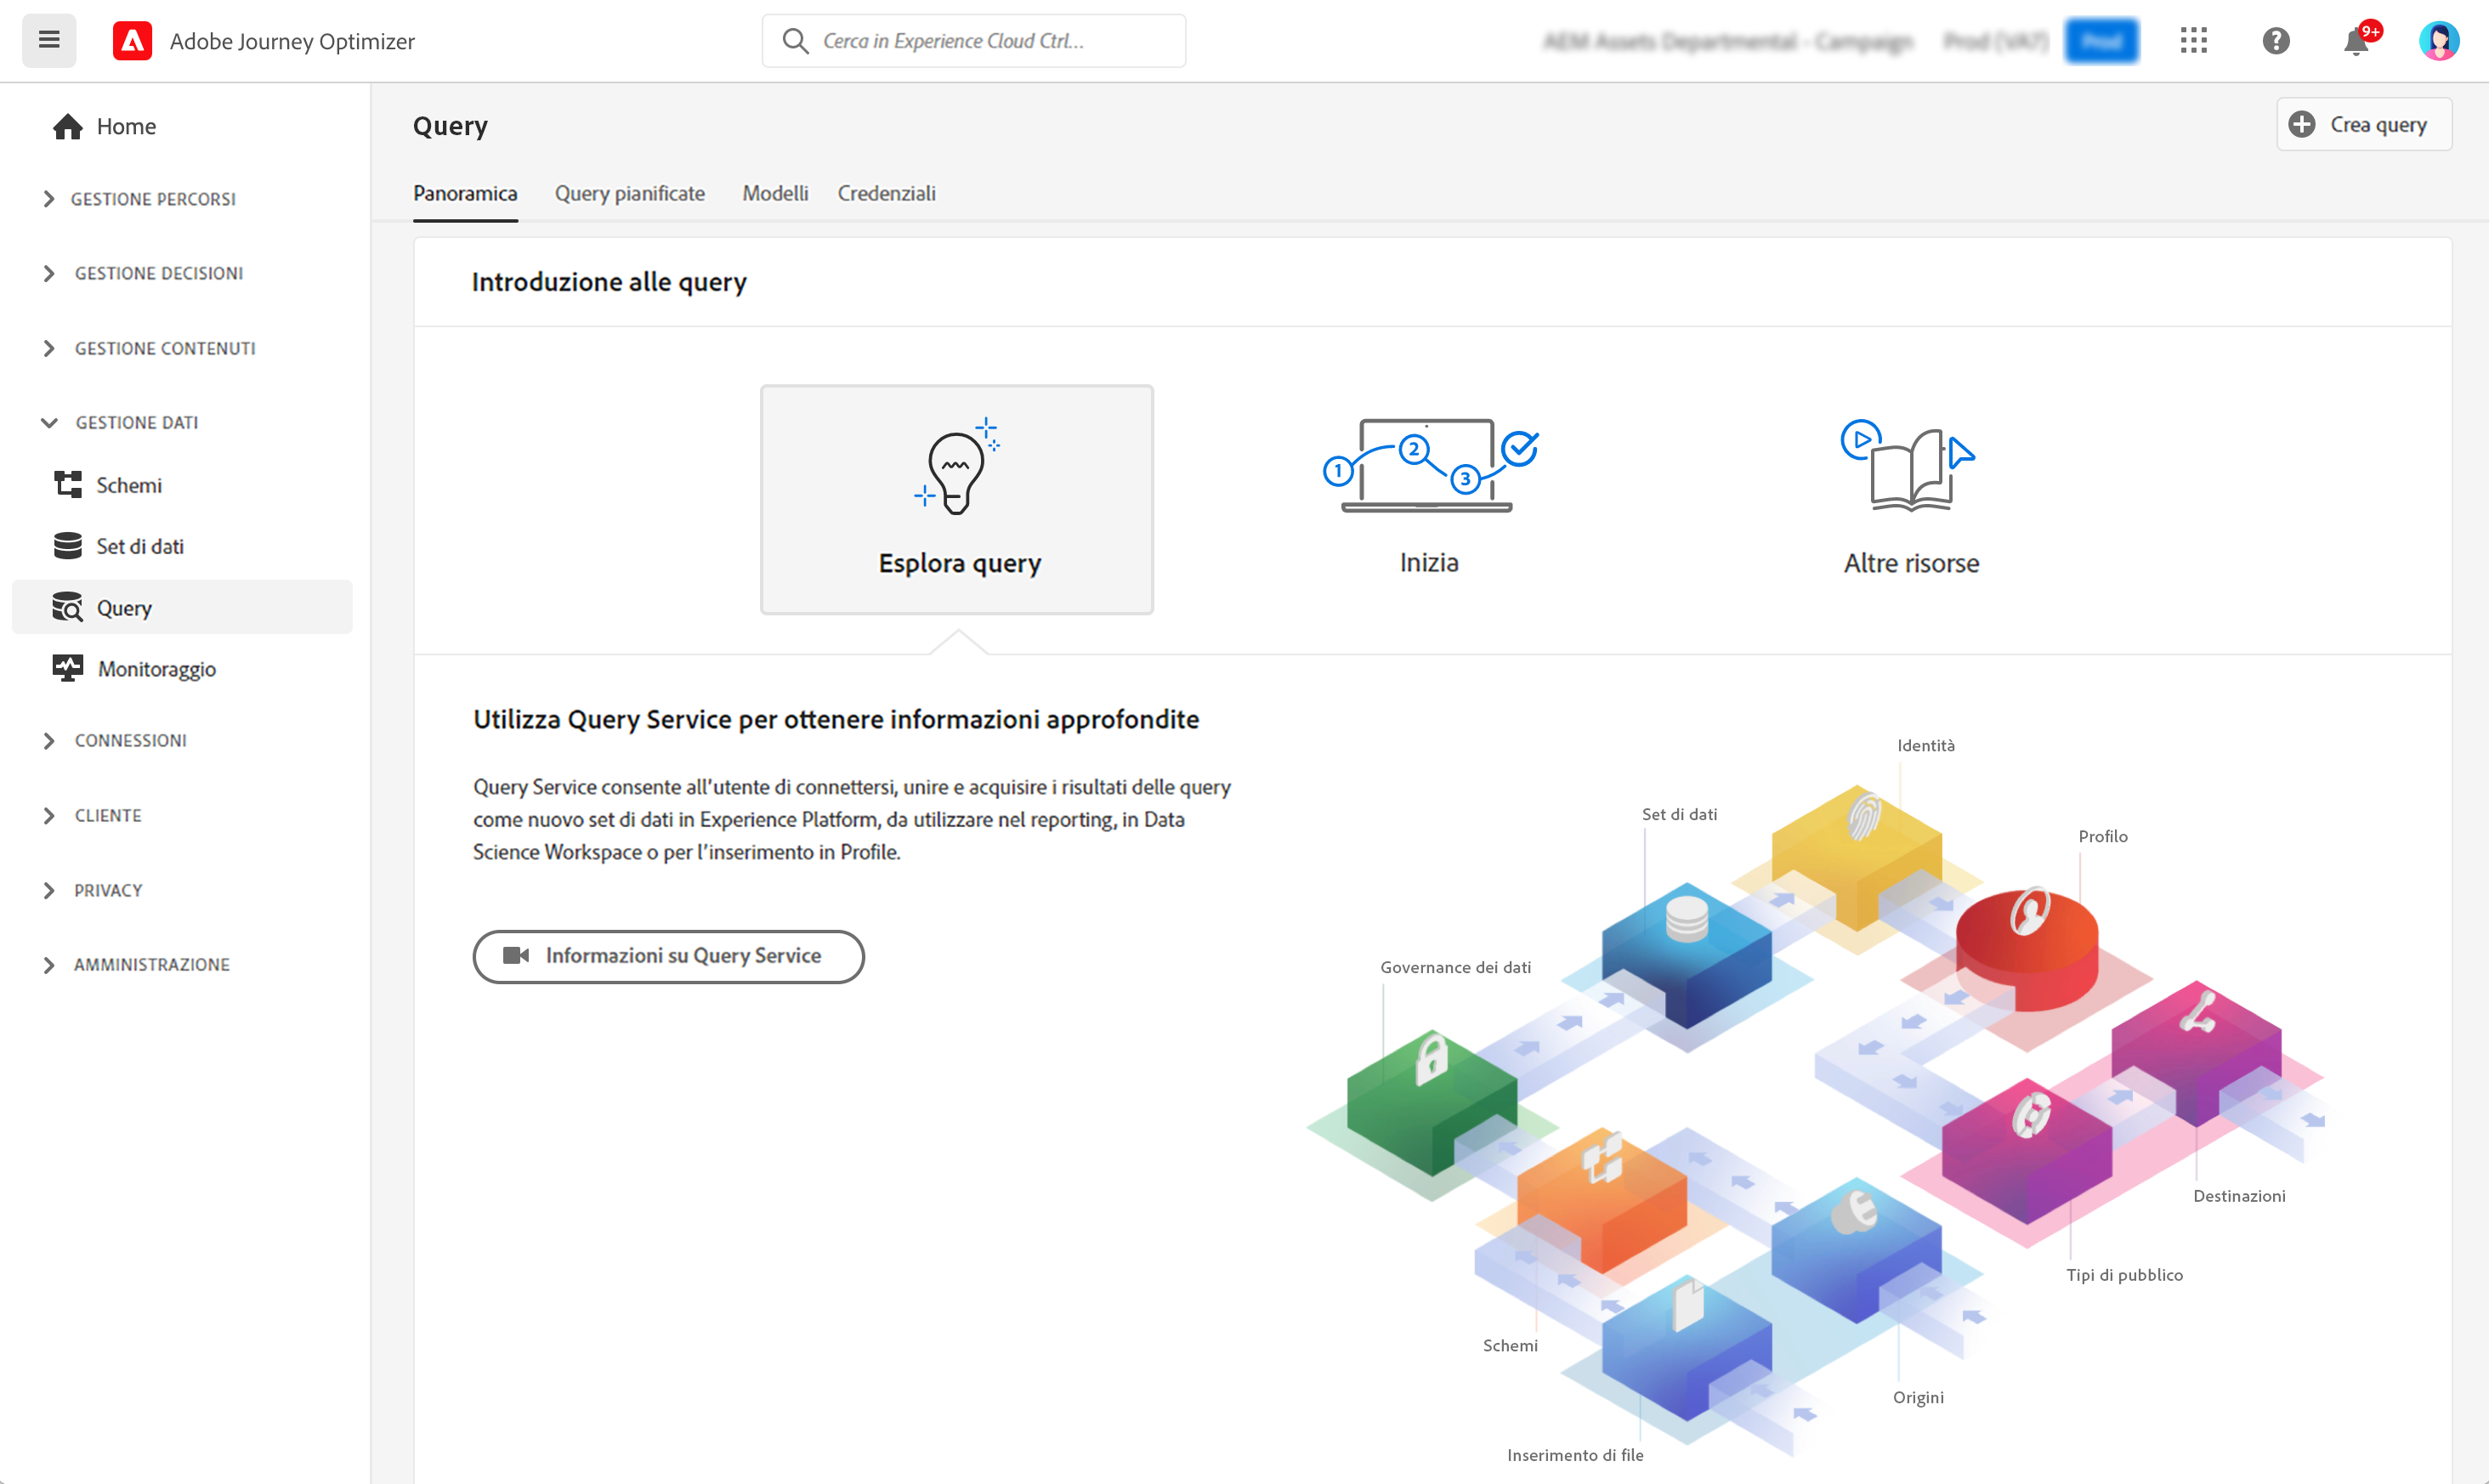 Adobe Journey Optimizer
Cerca in Experience Cloud Ctrl...
9+
Home
GESTIONE PERCORSI
GESTIONE DECISIONI
GESTIONE CONTENUTI
GESTIONE DATI
Schemi
Set di dati
Query
Monitoraggio
CONNESSIONI
CLIENTE
PRIVACY
AMMINISTRAZIONE
Query
Crea query
Panoramica
Query pianificate
Modelli
Credenziali
Introduzione alle query
Esplora query
1
2
3
Inizia
Altre risorse
Utilizza Query Service per ottenere informazioni approfondite
Query Service consente all'utente di connettersi, unire e acquisire i risultati delle query
come nuovo set di dati in Experience Platform, da utilizzare nel reporting, in Data
Science Workspace o per l'inserimento in Profile.
Informazioni su Query Service
Identità
Set di dati
Profilo
Governance dei dati
Destinazioni
Tipi di pubblico
Schemi
Origini
Inserimento di file